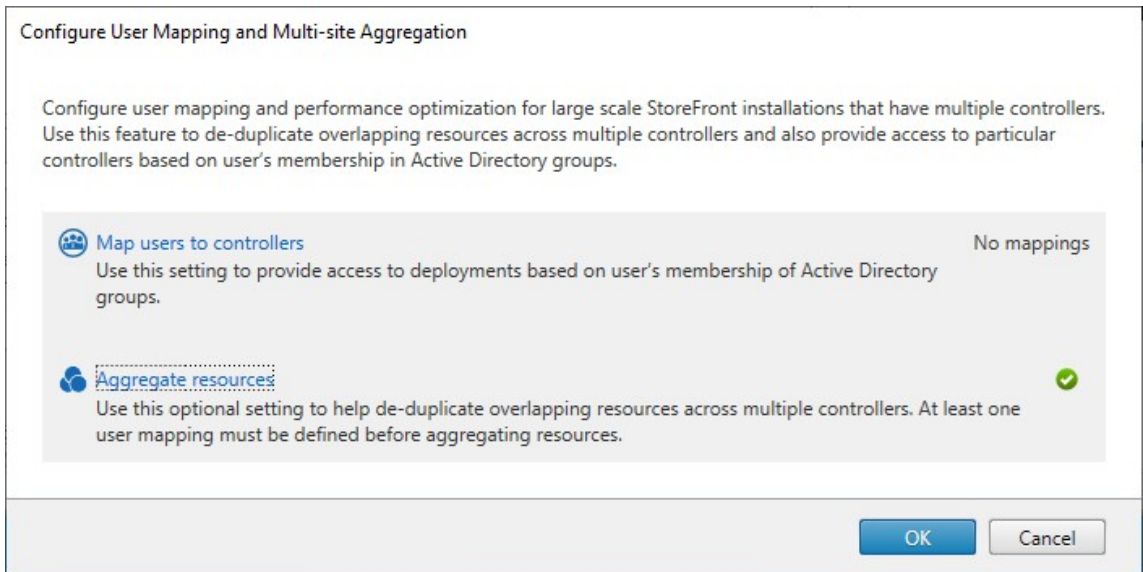 Configure User Mapping and Multi-site Aggregation
Configure user mapping and performance optimization for large scale StoreFront installations that have multiple controllers.
Use this feature to de-duplicate overlapping resources across multiple controllers and also provide access to particular
controllers based on user's membership in Active Directory groups.
Map users to controllers
No mappings
Use this setting to provide access to deployments based on user's membership of Active Directory
groups.
Aggregate resources
Use this optional setting to help de-duplicate overlapping resources across multiple controllers. At least one
user mapping must be defined before aggregating resources.
OK
Cancel